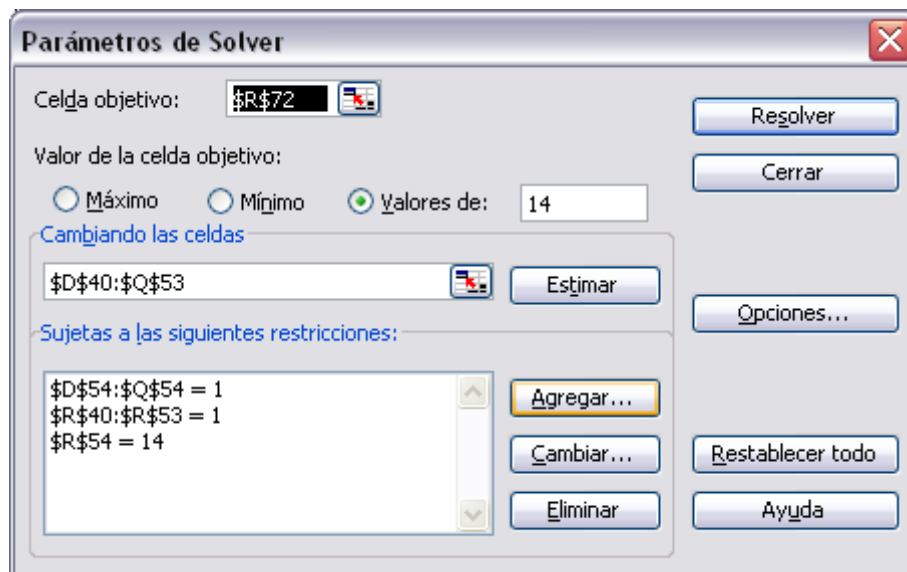 Parámetros de Solver
Celda objetivo: $R$72
Resolver
Valor de la celda objetivo:
Cerrar
Máximo Mínimo Valores de: 14
Cambiando las celdas
$D$40:$Q$53 Estimar
Opciones...
Sujetas a las siguientes restricciones:
$D$54:$Q$54 = 1
$R$40:$R$53 = 1
$R$54 = 14
Agregar...
Cambiar... Restablecer todo
Eliminar Ayuda